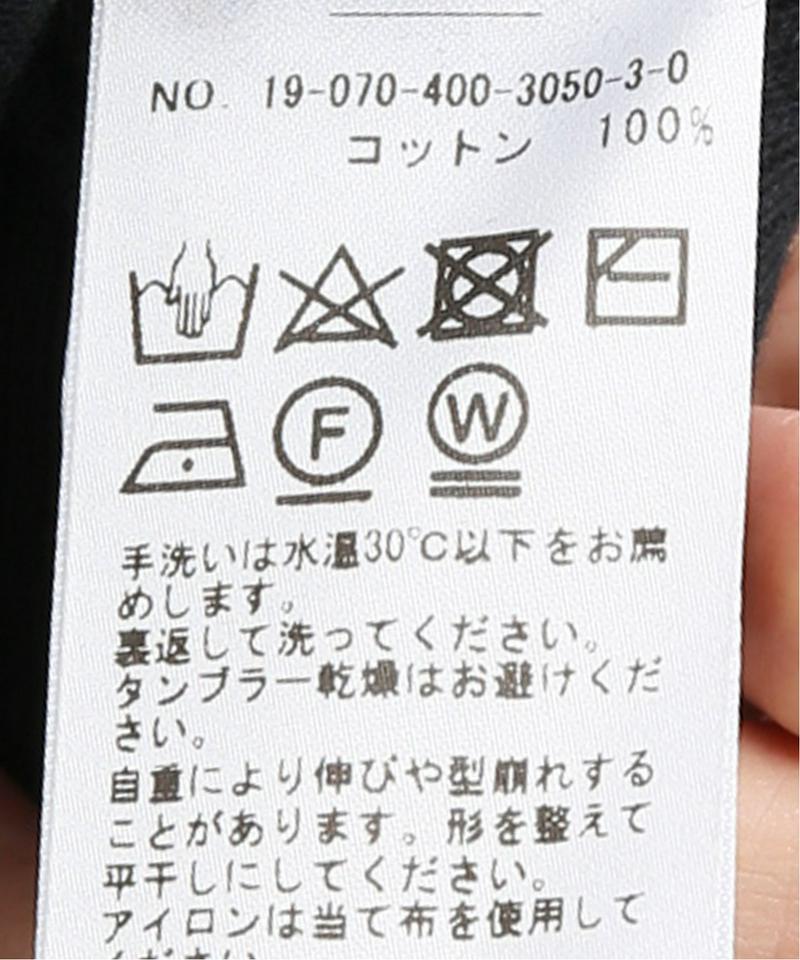 NO. 19-070-400-3050-3-0
コットン 100%
F W
手洗いは水温30℃以下をお薦
めします。
裏返して洗ってください。
タンブラー乾燥はお避けくだ
さい。
自重により伸びや型崩れする
ことがあります。形を整えて
平干しにしてください。
アイロンは当て布を使用して
ください。